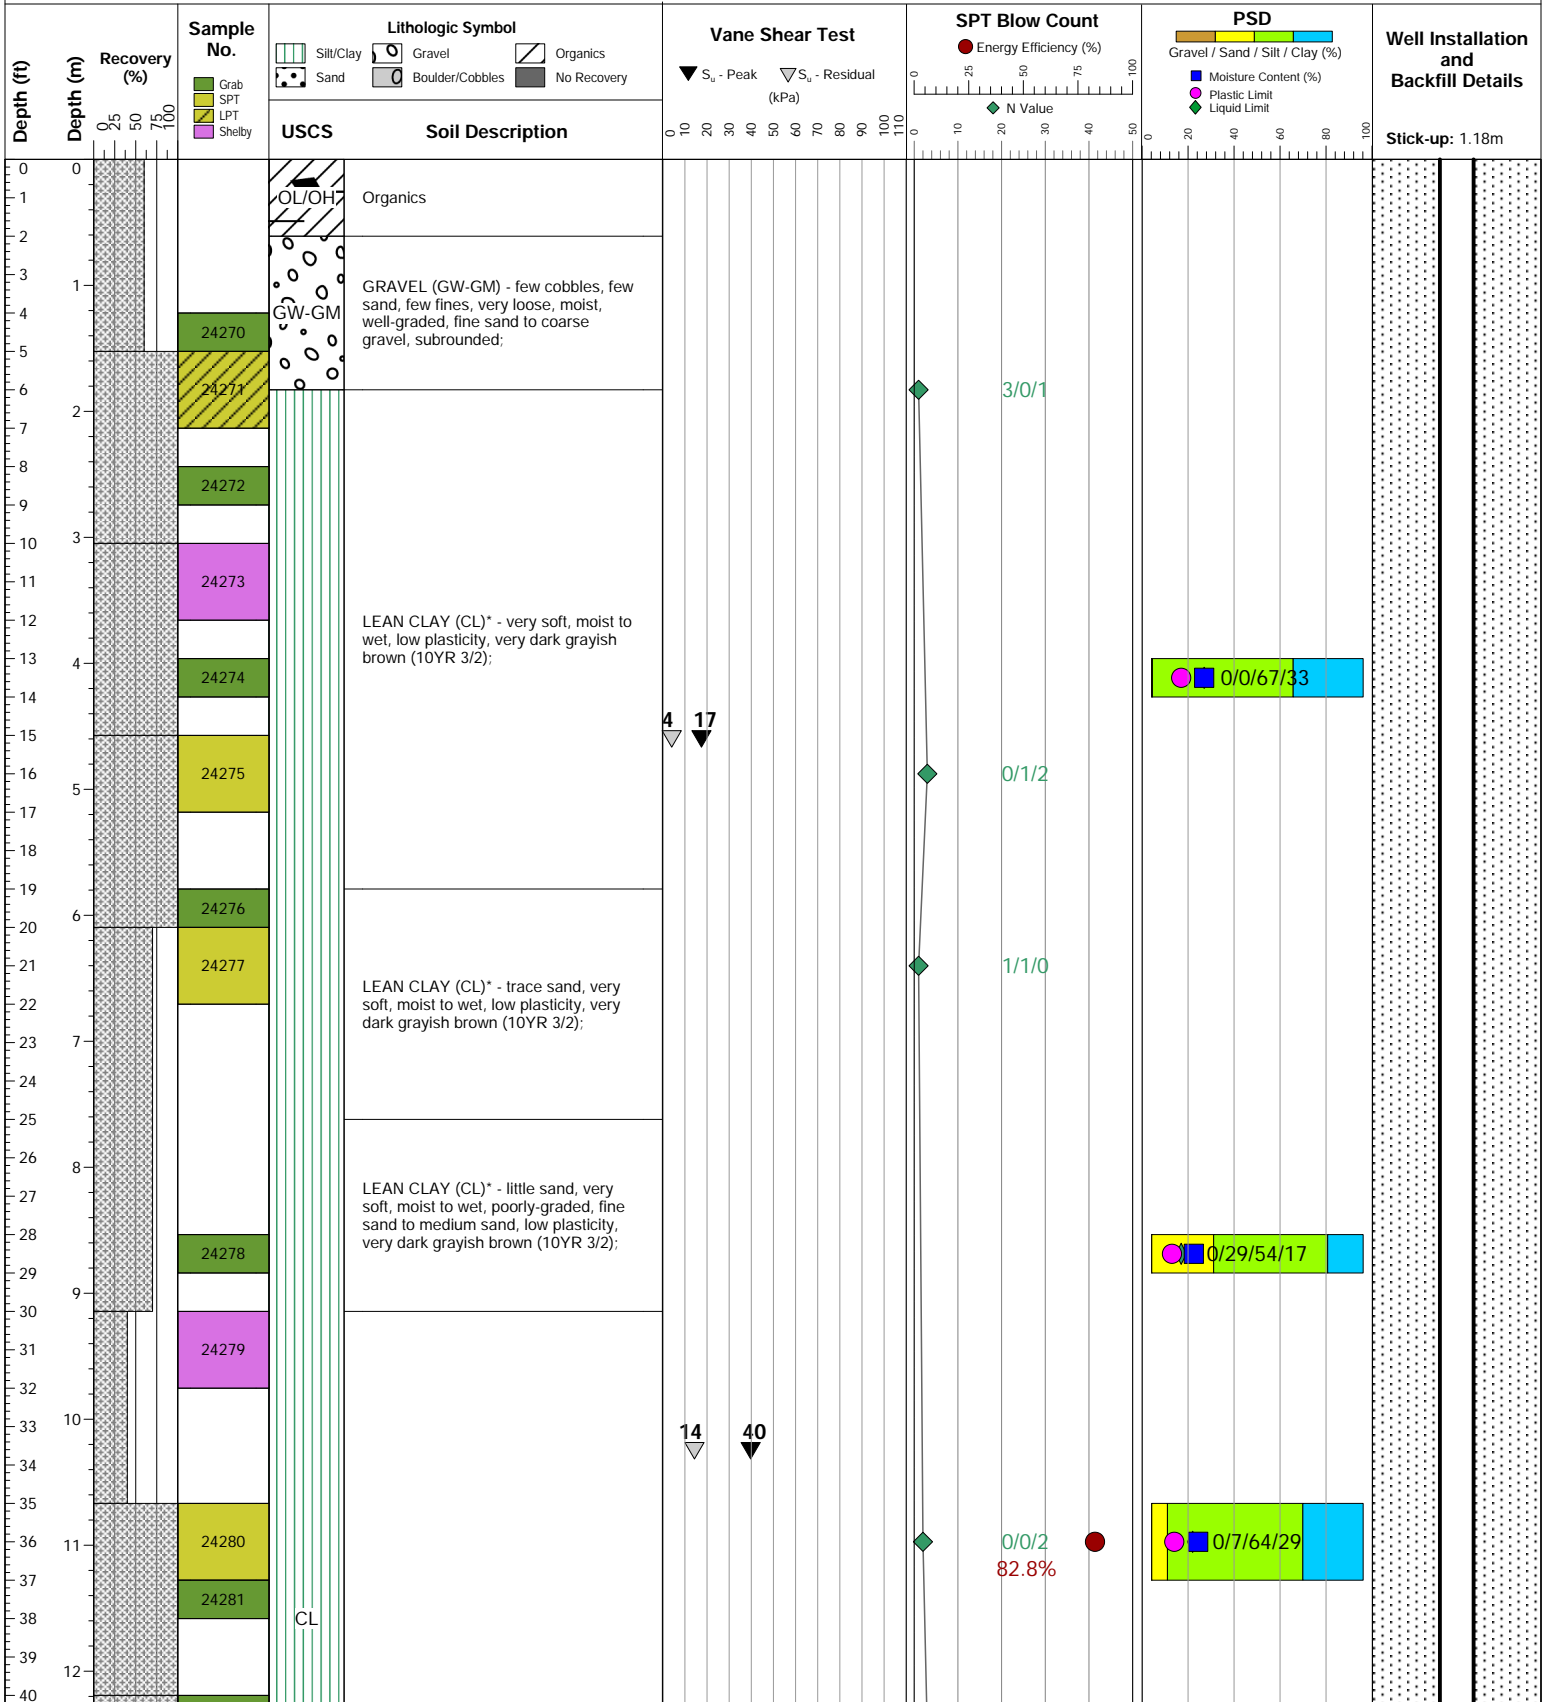 Depth (ft)
Depth (m)
Recovery
(%)
0 25 50 75 100
Sample
No.
Grab
SPT
LPT
Shelby
Lithologic Symbol
Silt/Clay Gravel Organics
Sand Boulder/Cobbles No Recovery
USCS Soil Description
Vane Shear Test
Su - Peak Su - Residual
(kPa)
0 10 20 30 40 50 60 70 80 90 100 110
SPT Blow Count
Energy Efficiency (%)
0 25 50 75 100
N Value
0 10 20 30 40 50
PSD
Gravel / Sand / Silt / Clay (%)
Moisture Content (%)
Plastic Limit
Liquid Limit
0 20 40 60 80 100
Well Installation
and
Backfill Details
Stick-up: 1.18m
0 0
1 OL/OH Organics
2
3
1 GRAVEL (GW-GM) - few cobbles, few
sand, few fines, very loose, moist,
well-graded, fine sand to coarse
gravel, subrounded;
GW-GM
4
24270
5
6 24271 3/0/1
2
7
8
24272
9
3
10
11 24273
12
LEAN CLAY (CL)* - very soft, moist to
wet, low plasticity, very dark grayish
brown (10YR 3/2);
13 4
24274 0/0/67/33
14
4 17
15
16 24275 0/1/2
5
17
18
19
24276
6
20
21 24277 1/1/0
LEAN CLAY (CL)* - trace sand, very
soft, moist to wet, low plasticity, very
dark grayish brown (10YR 3/2);
22
23 7
24
25
26
8
LEAN CLAY (CL)* - little sand, very
soft, moist to wet, poorly-graded, fine
sand to medium sand, low plasticity,
very dark grayish brown (10YR 3/2);
27
28
24278 0/29/54/17
29
9
30
31 24279
32
10
33 14 40
34
35
36 11 24280 0/0/2 0/7/64/29
82.8%
37
24281
38 CL
39
12
40